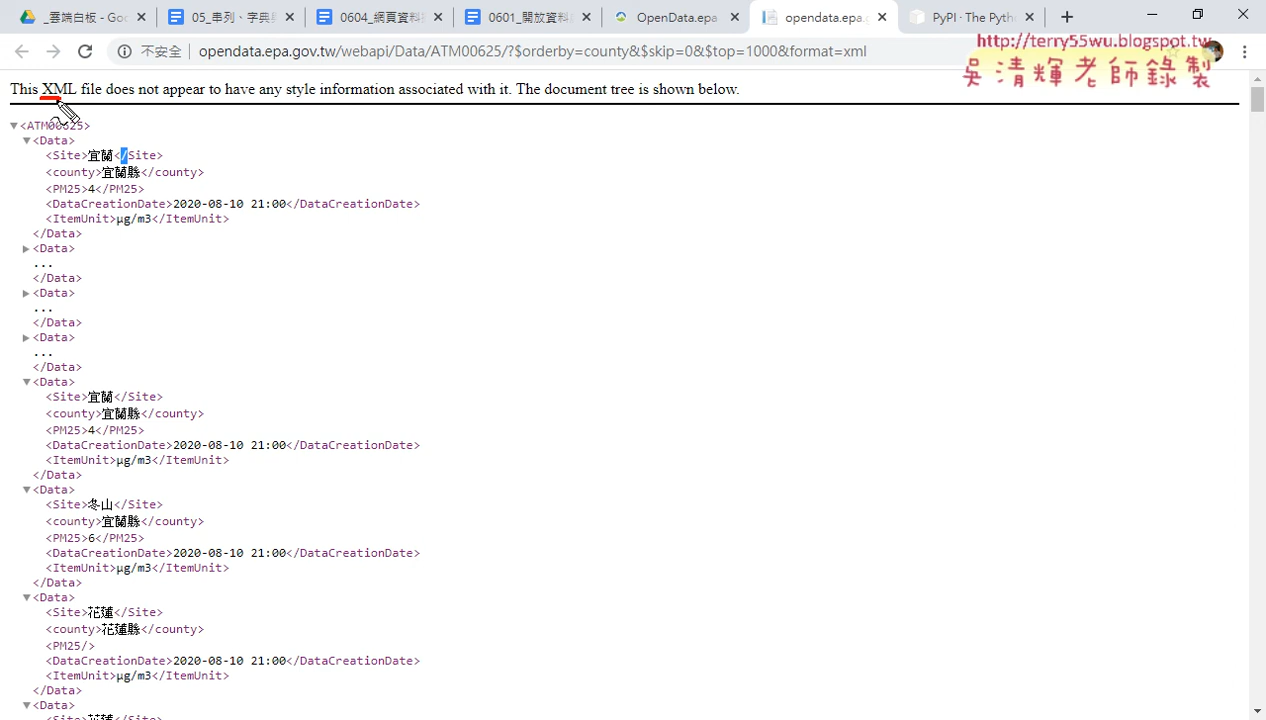 _塞端白板 - Goo
05_串列、字典與
0604_網頁資料擷
0601_開放資料
OpenData.epa
opendata.epa.g
PyPI · The Pyth
不安全 | opendata.epa.gov.tw/webapi/Data/ATM00625/?$orderby=county&$skip=0&$top=1000&format=xml
http://terry55wu.blogspot.tw
吳清輝老師錄製
This XML file does not appear to have any style information associated with it. The document tree is shown below.
▼<ATM00625>
▼<Data>
<Site>宜蘭</Site>
<county>宜蘭縣</county>
<PM25>4</PM25>
<DataCreationDate>2020-08-10 21:00</DataCreationDate>
<ItemUnit>μg/m3</ItemUnit>
</Data>
▶<Data>
...
</Data>
▶<Data>
...
</Data>
▶<Data>
...
</Data>
▼<Data>
<Site>宜蘭</Site>
<county>宜蘭縣</county>
<PM25>4</PM25>
<DataCreationDate>2020-08-10 21:00</DataCreationDate>
<ItemUnit>μg/m3</ItemUnit>
</Data>
▼<Data>
<Site>冬山</Site>
<county>宜蘭縣</county>
<PM25>6</PM25>
<DataCreationDate>2020-08-10 21:00</DataCreationDate>
<ItemUnit>μg/m3</ItemUnit>
</Data>
▼<Data>
<Site>花蓮</Site>
<county>花蓮縣</county>
<PM25/>
<DataCreationDate>2020-08-10 21:00</DataCreationDate>
<ItemUnit>μg/m3</ItemUnit>
</Data>
▼<Data>
<Site>花蓮</Site>